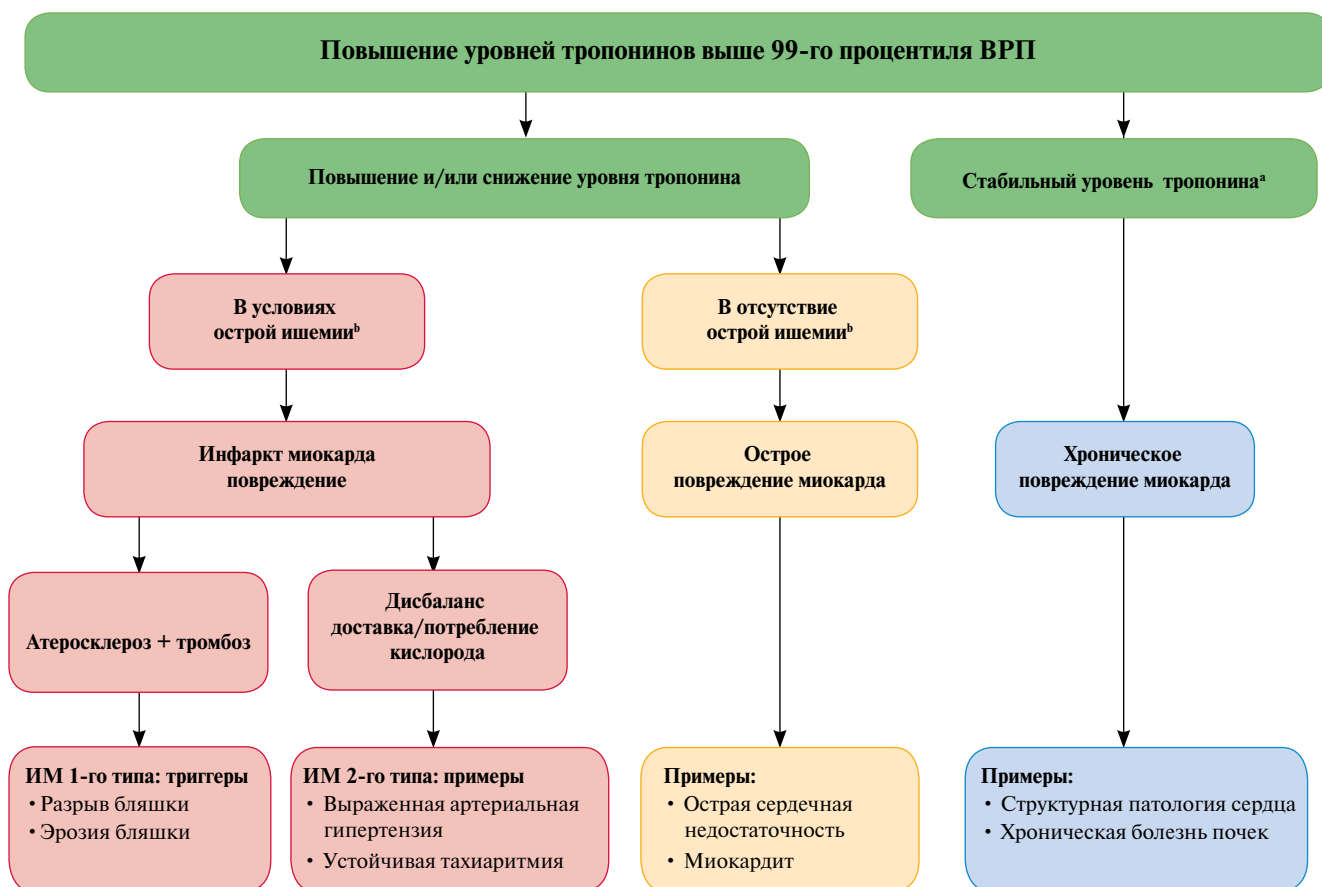 Повышение уровней тропонинов выше 99-го процентиля ВРП
Повышение и/или снижение уровня тропонина
Стабильный уровень тропонинаᵃ
В условиях
острой ишемииᵇ
В отсутствие
острой ишемииᵇ
Инфаркт миокарда
повреждение
Острое
повреждение миокарда
Хроническое
повреждение миокарда
Атеросклероз + тромбоз
Дисбаланс
доставка/потребление
кислорода
ИМ 1-го типа: триггеры
• Разрыв бляшки
• Эрозия бляшки
ИМ 2-го типа: примеры
• Выраженная артериальная
гипертензия
• Устойчивая тахиаритмия
Примеры:
• Острая сердечная
недостаточность
• Миокардит
Примеры:
• Структурная патология сердца
• Хроническая болезнь почек